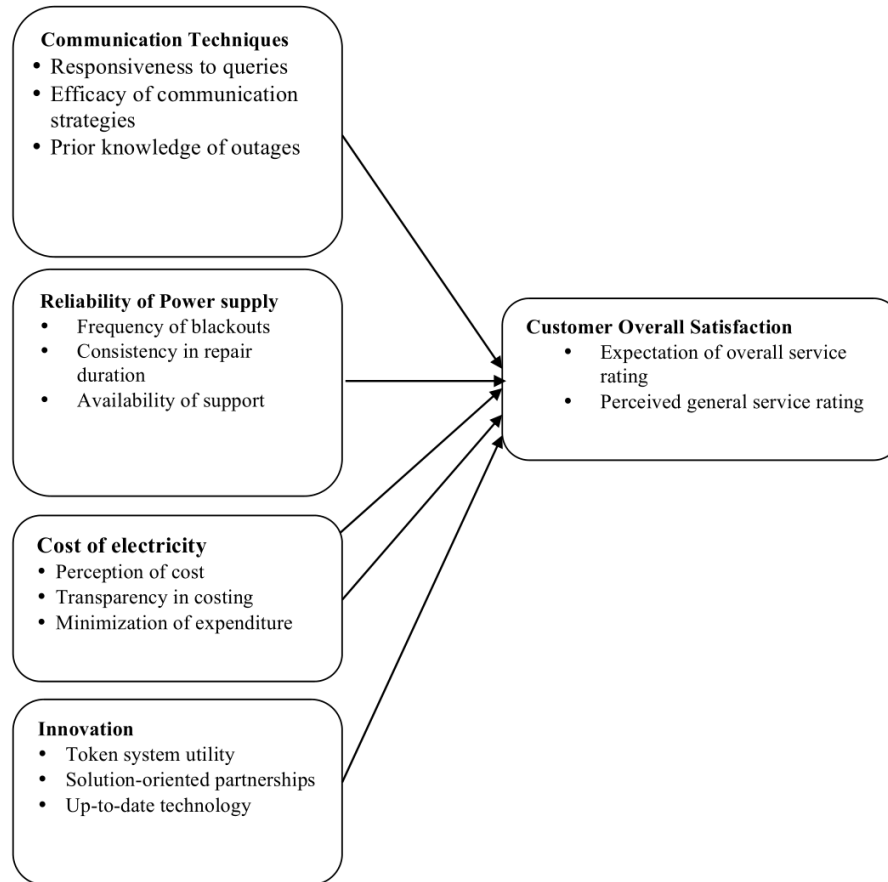 Communication Techniques
• Responsiveness to queries
• Efficacy of communication
strategies
• Prior knowledge of outages
Reliability of Power supply
• Frequency of blackouts
• Consistency in repair
duration
• Availability of support
Cost of electricity
• Perception of cost
• Transparency in costing
• Minimization of expenditure
Innovation
• Token system utility
• Solution-oriented partnerships
• Up-to-date technology
Customer Overall Satisfaction
• Expectation of overall service
rating
• Perceived general service rating